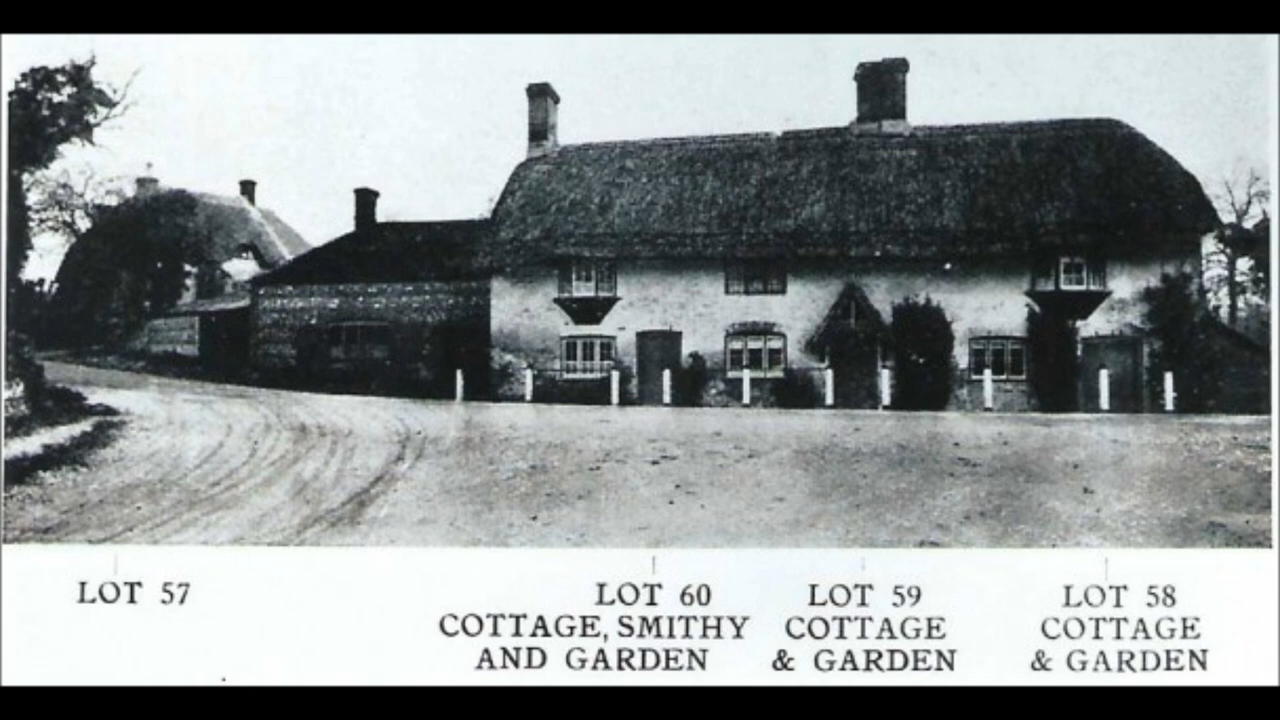 LOT 57
LOT 60
COTTAGE, SMITHY
AND GARDEN
LOT 59
COTTAGE
& GARDEN
LOT 58
COTTAGE
& GARDEN